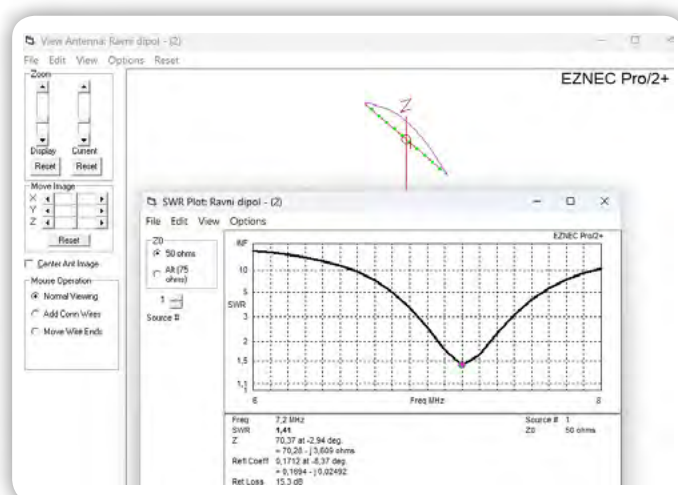 View Antenna: Ravni dipol - (2)
File Edit View Options Reset
EZNEC Pro/2+
Zoom
Display Current
Reset Reset
Move Image
X
Y
Z
Reset
Center Ant Image
Mouse Operation
Normal Viewing
Add Conn Wires
Move Wire Ends
Z
SWR Plot: Ravni dipol - (2)
File Edit View Options
Z0
50 ohms
Alt (75
ohms)
1
Source #
EZNEC Pro/2+
INF
10
5
SWR
3
2
1,5
1,1
1
6 Freq MHz 8
Freq 7,2 MHz Source # 1
SWR 1,41 Z0 50 ohms
Z 70,37 at -2,94 deg.
= 70,28 - j 3,609 ohms
Refl Coeff 0,1712 at -8,37 deg.
= 0,1694 - j 0,02492
Ret Loss 15,3 dB